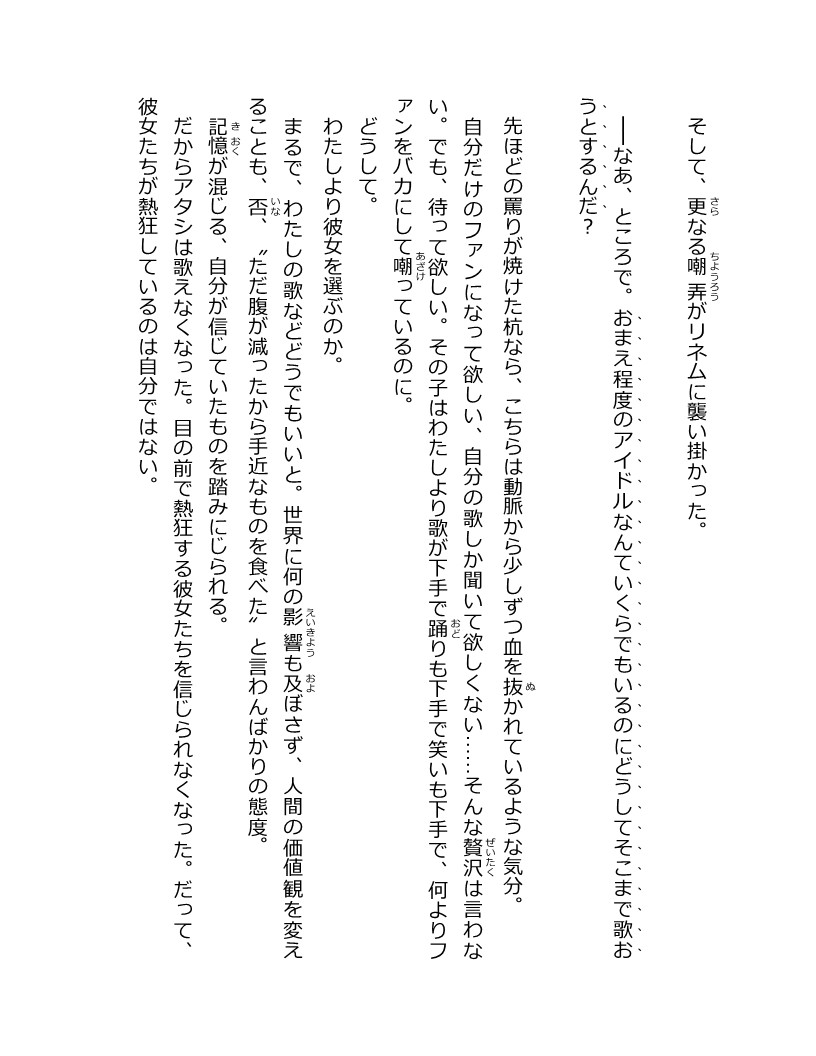 そして、更なる嘲弄がリネムに襲い掛かった。
――なあ、ところで。おまえ程度のアイドルなんていくらでもいるのにどうしてそこまで歌お
うとするんだ？
先ほどの罵りが焼けた杭なら、こちらは動脈から少しずつ血を抜かれているような気分。
自分だけのファンになって欲しい、自分の歌しか聞いて欲しくない……そんな贅沢は言わな
い。でも、待って欲しい。その子はわたしより歌が下手で踊りも下手で笑いも下手で、何よりフ
ァンをバカにして嘲っているのに。
どうして。
わたしより彼女を選ぶのか。
まるで、わたしの歌などどうでもいいと。世界に何の影響も及ぼさず、人間の価値観を変え
ることも、否、〝ただ腹が減ったから手近なものを食べた〟と言わんばかりの態度。
記憶が混じる、自分が信じていたものを踏みにじられる。
だからアタシは歌えなくなった。目の前で熱狂する彼女たちを信じられなくなった。だって、
彼女たちが熱狂しているのは自分ではない。